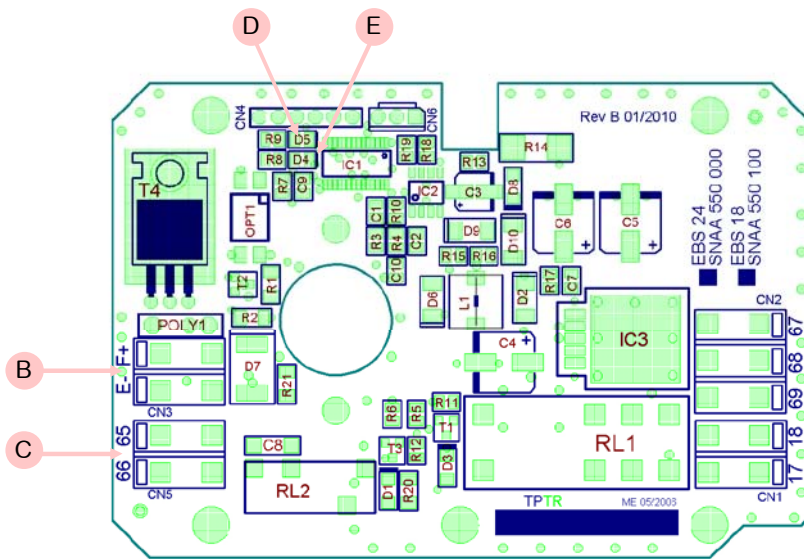 D
E
CN4
CN6
Rev B 01/2010
R9
D5
R8
D4
IC1
R19
R18
R13
R14
T4
R7
C9
IC2
C3
D8
OPT1
C1
R10
R3
R4
C2
C10
D9
D10
C6
C5
EBS 24
SNAA 550 000
EBS 18
SNAA 550 100
R15
R16
T2
R1
R2
D6
L1
D2
R17
C7
CN2
POLY1
F+
E-
CN3
D7
R21
C4
IC3
67
68
69
B
C
65
66
CN5
C8
RL2
R6
R5
R11
T1
T3
R12
D3
D1
R20
RL1
18
17
CN1
TPTR
ME 05/2006